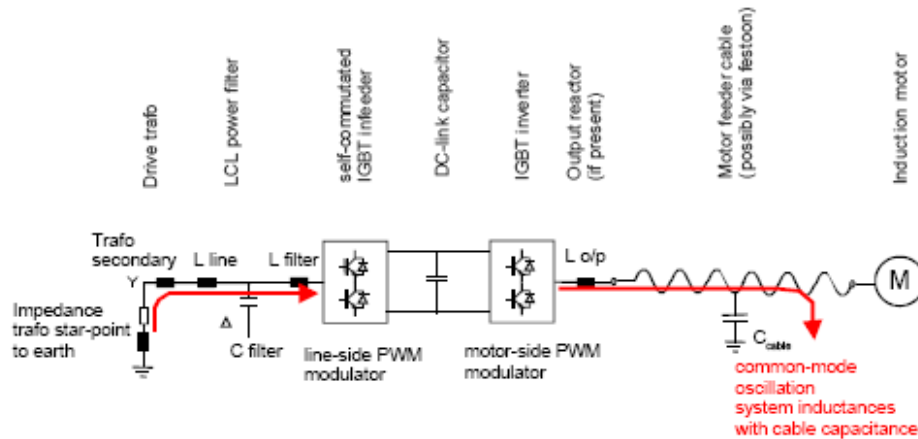 Drive trafo
LCL power filter
self-commutated
IGBT infeeder
DC-link capacitor
IGBT inverter
Output reactor
(if present)
Motor feeder cable
(possibly via festoon)
Induction motor
Trafo
secondary
L line
L filter
L o/p
M
Impedance
trafo star-point
to earth
Δ
C filter
line-side PWM
modulator
motor-side PWM
modulator
Ccable
common-mode
oscillation
system inductances
with cable capacitance